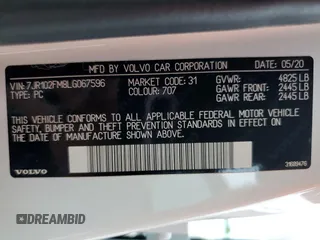 MFD. BY VOLVO CAR CORPORATION DATE 05/20
VIN: 7JR102FM8LG067596 MARKET CODE: 31 GVWR: 4825 LB
TYPE: PC COLOUR: 707 GAWR FRONT: 2445 LB
GAWR REAR: 2445 LB
THIS VEHICLE CONFORMS TO ALL APPLICABLE FEDERAL MOTOR VEHICLE
SAFETY, BUMPER, AND THEFT PREVENTION STANDARDS IN EFFECT ON THE
DATE OF MANUFACTURE SHOWN ABOVE.
VOLVO
DREAMBID